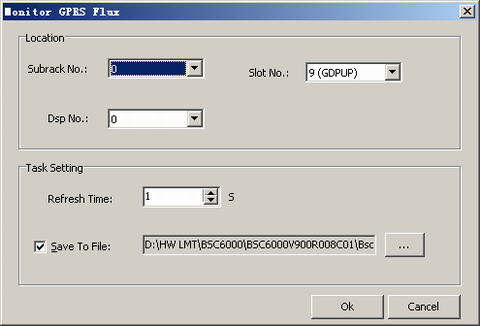 Monitor GPRS Flux
Location
Subrack No.: 0 Slot No.: 9 (GDPUP)
Dsp No.: 0
Task Setting
Refresh Time: 1 S
Save To File: D:\HW LMT\BSC6000\BSC6000V900R008C01\Bsc ...
Ok Cancel